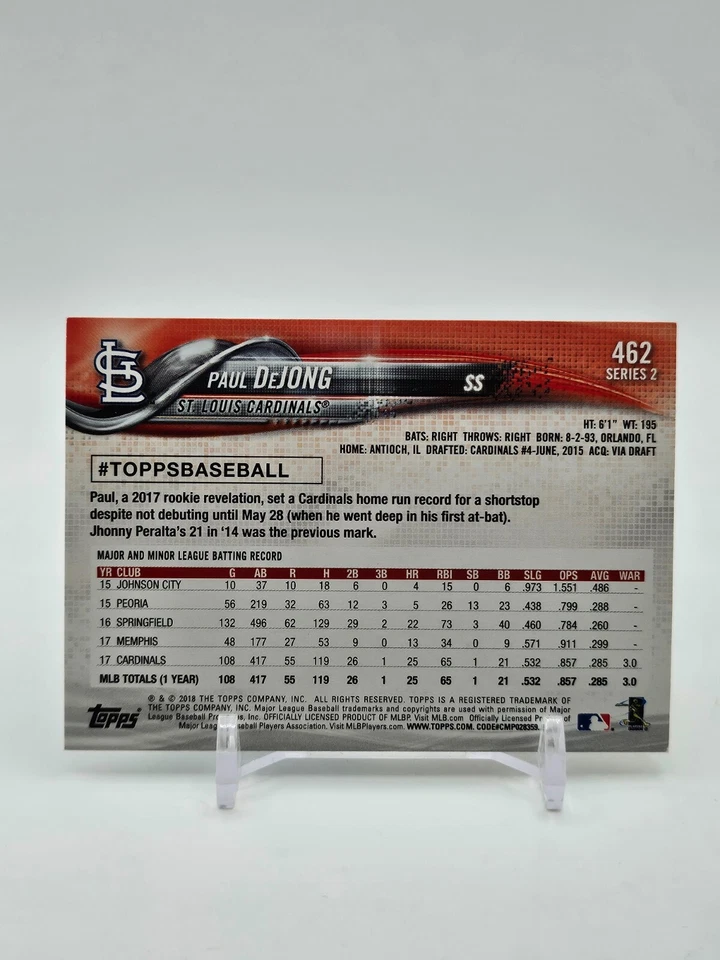 462
SERIES 2
STL
PAUL DEJONG SS
ST. LOUIS CARDINALS®
HT: 6'1" WT: 195
BATS: RIGHT THROWS: RIGHT BORN: 8-2-93, ORLANDO, FL
HOME: ANTIOCH, IL DRAFTED: CARDINALS #4-JUNE, 2015 ACQ: VIA DRAFT
#TOPPSBASEBALL
Paul, a 2017 rookie revelation, set a Cardinals home run record for a shortstop
despite not debuting until May 28 (when he went deep in his first at-bat).
Jhonny Peralta's 21 in '14 was the previous mark.
MAJOR AND MINOR LEAGUE BATTING RECORD
YR CLUB G AB R H 2B 3B HR RBI SB BB SLG OPS AVG WAR
15 JOHNSON CITY 10 37 10 18 6 0 4 15 0 6 .973 1.551 .486 -
15 PEORIA 56 219 32 63 12 3 5 26 13 23 .438 .799 .288 -
16 SPRINGFIELD 132 496 62 129 29 2 22 73 3 40 .460 .784 .260 -
17 MEMPHIS 48 177 27 53 9 0 13 34 0 9 .571 .911 .299 -
17 CARDINALS 108 417 55 119 26 1 25 65 1 21 .532 .857 .285 3.0
MLB TOTALS (1 YEAR) 108 417 55 119 26 1 25 65 1 21 .532 .857 .285 3.0
® & © 2018 THE TOPPS COMPANY, INC. ALL RIGHTS RESERVED. TOPPS IS A REGISTERED TRADEMARK OF
THE TOPPS COMPANY, INC. Major League Baseball trademarks and copyrights are used with permission of Major
League Baseball Inc. OFFICIALLY LICENSED PRODUCT OF MLBP. Visit MLB.com Officially Licensed of
Major Baseball Players Association. Visit MLBPlayers.com. WWW.TOPPS.COM. CODE#CMP028359
Topps